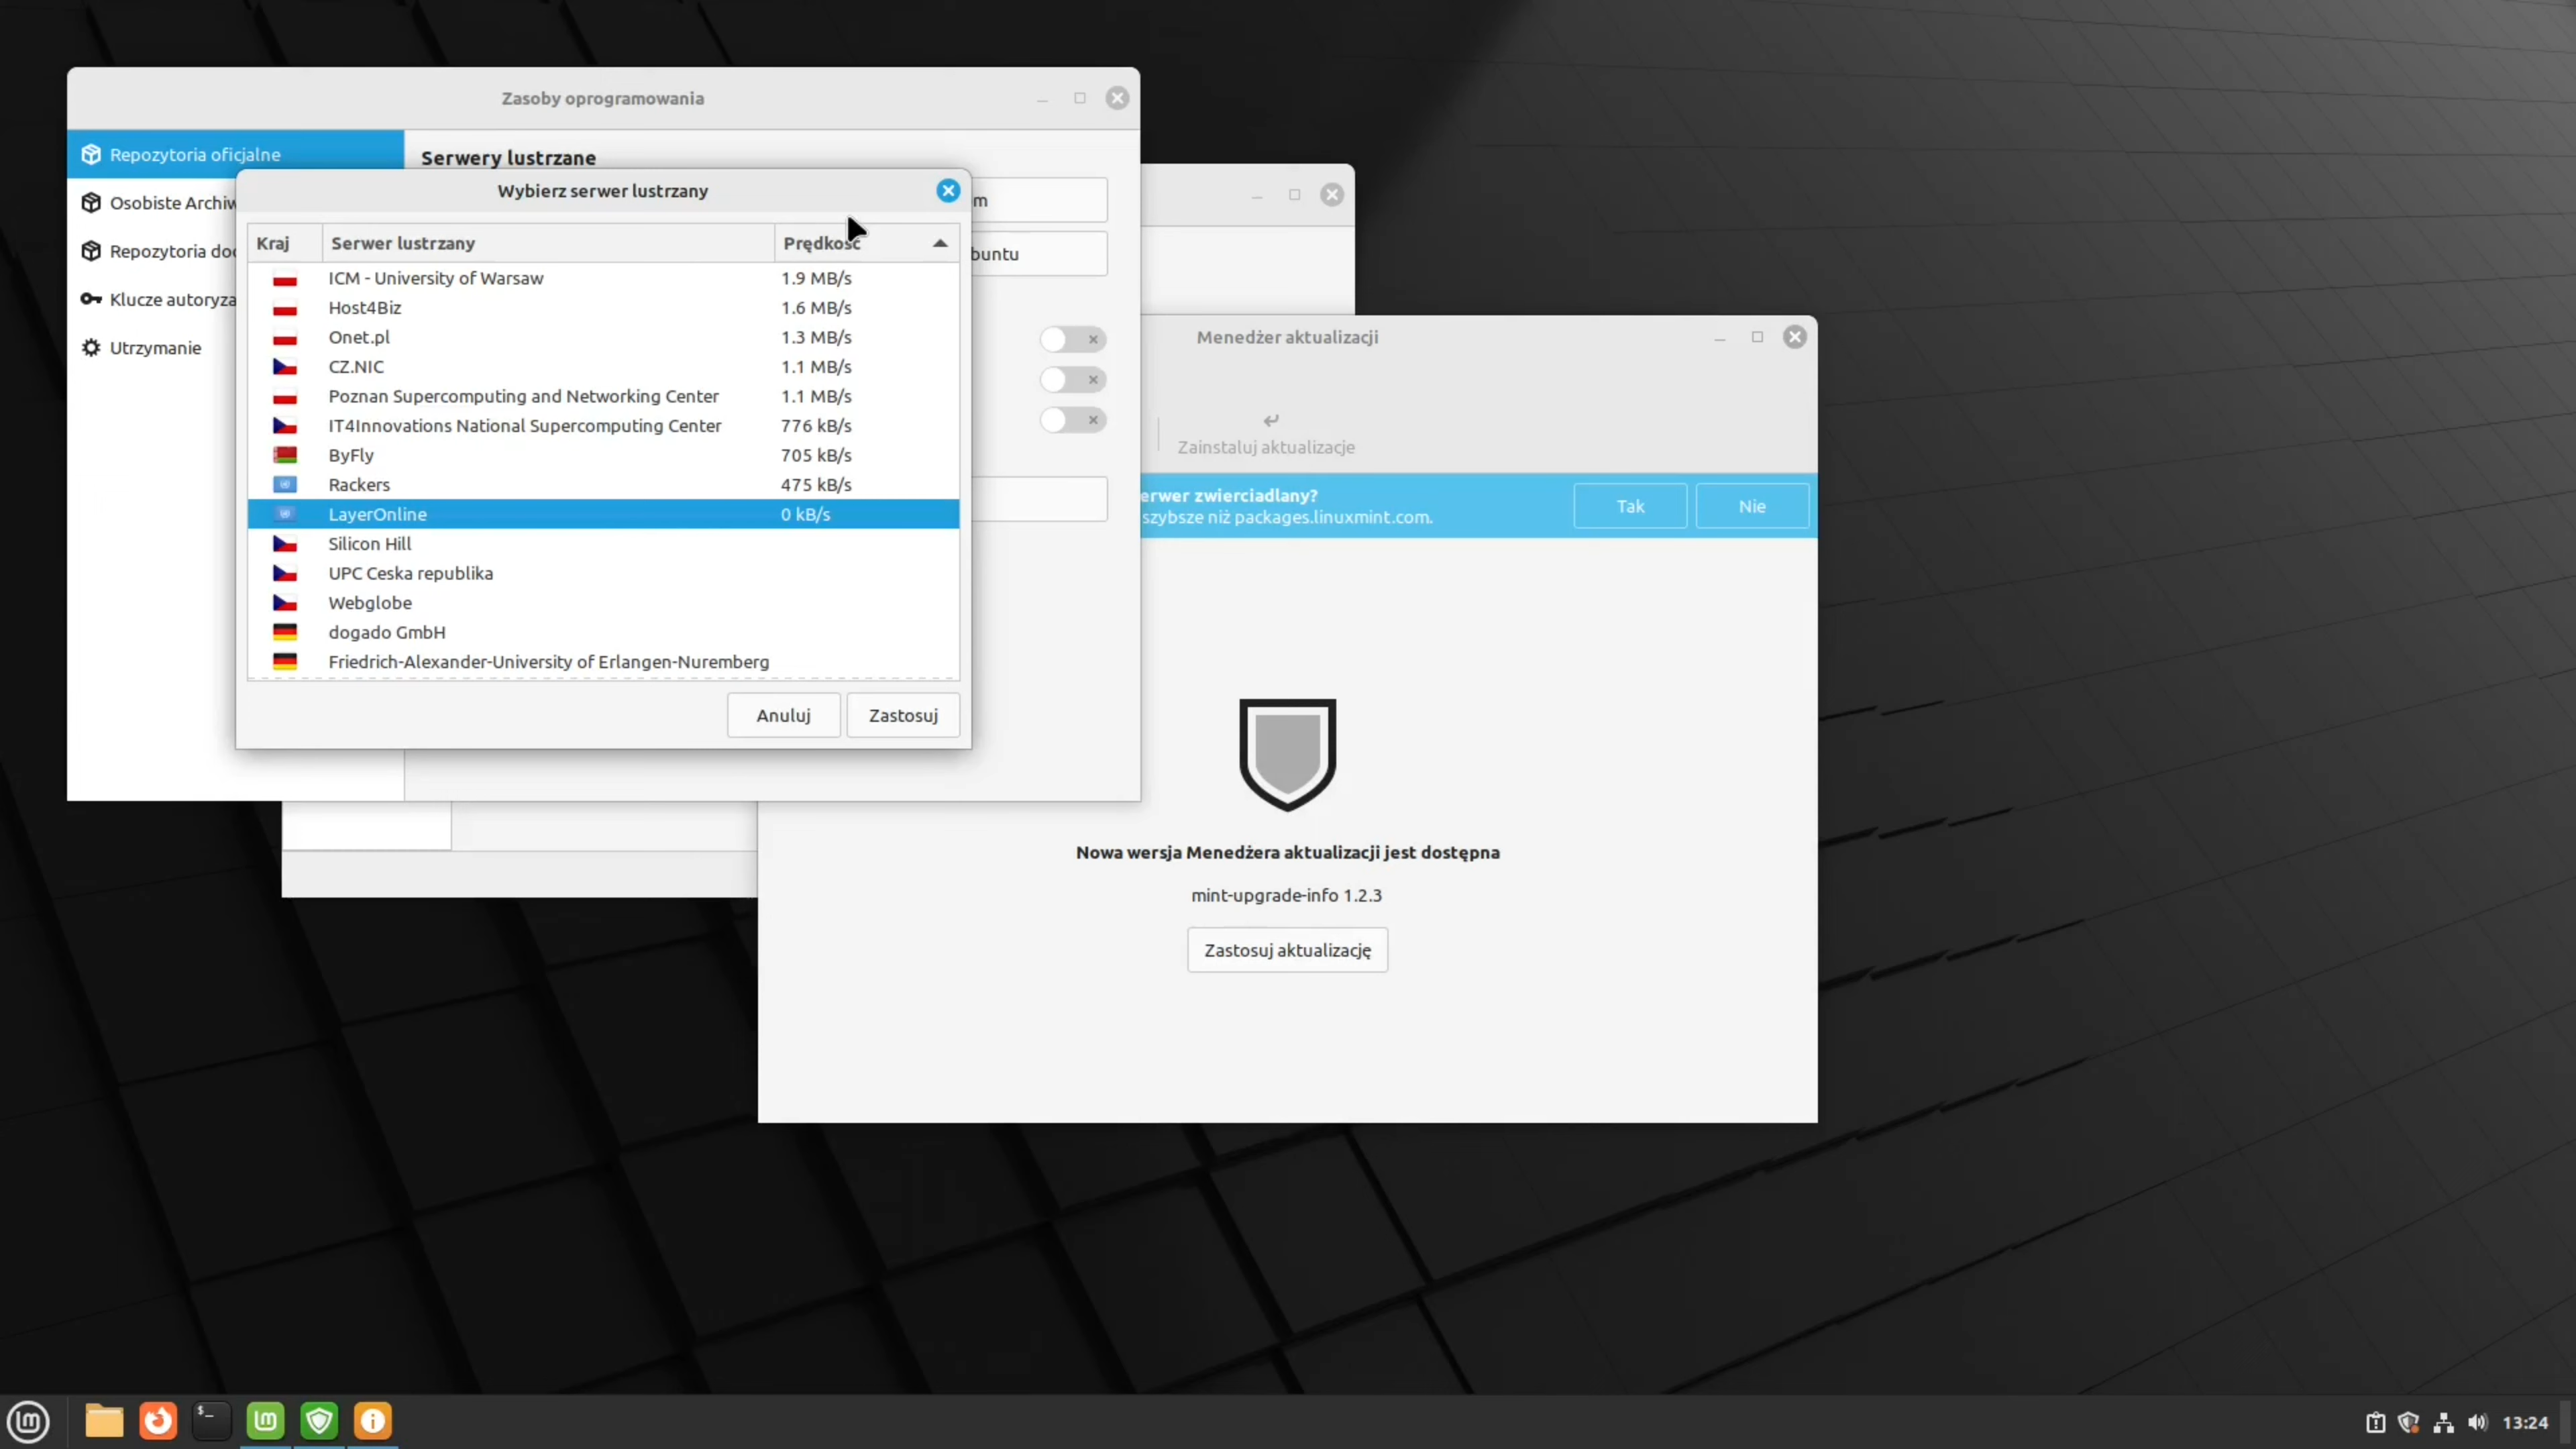 Zasoby oprogramowania
Repozytoria oficjalne
Osobiste Archiw
Repozytoria do
Klucze autoryza
Utrzymanie
Serwery lustrzane
m
buntu
Wybierz serwer lustrzany
Kraj Serwer lustrzany Prędkość
ICM - University of Warsaw 1.9 MB/s
Host4Biz 1.6 MB/s
Onet.pl 1.3 MB/s
CZ.NIC 1.1 MB/s
Poznan Supercomputing and Networking Center 1.1 MB/s
IT4Innovations National Supercomputing Center 776 kB/s
ByFly 705 kB/s
Rackers 475 kB/s
LayerOnline 0 kB/s
Silicon Hill
UPC Ceska republika
Webglobe
dogado GmbH
Friedrich-Alexander-University of Erlangen-Nuremberg
Anuluj Zastosuj
Menedżer aktualizacji
Zainstaluj aktualizacje
erwer zwierciadlany?
szybsze niż packages.linuxmint.com.
Tak Nie
Nowa wersja Menedżera aktualizacji jest dostępna
mint-upgrade-info 1.2.3
Zastosuj aktualizację
13:24